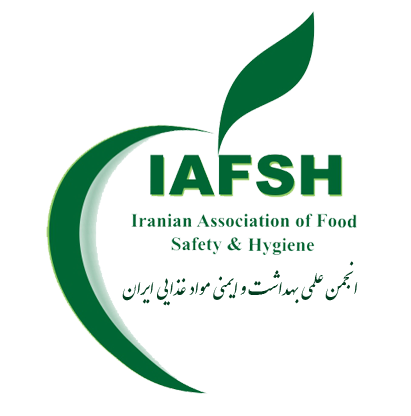 IAFSH
Iranian Association of Food
Safety & Hygiene
انجمن علمی بهداشت و ایمنی مواد غذایی ایران